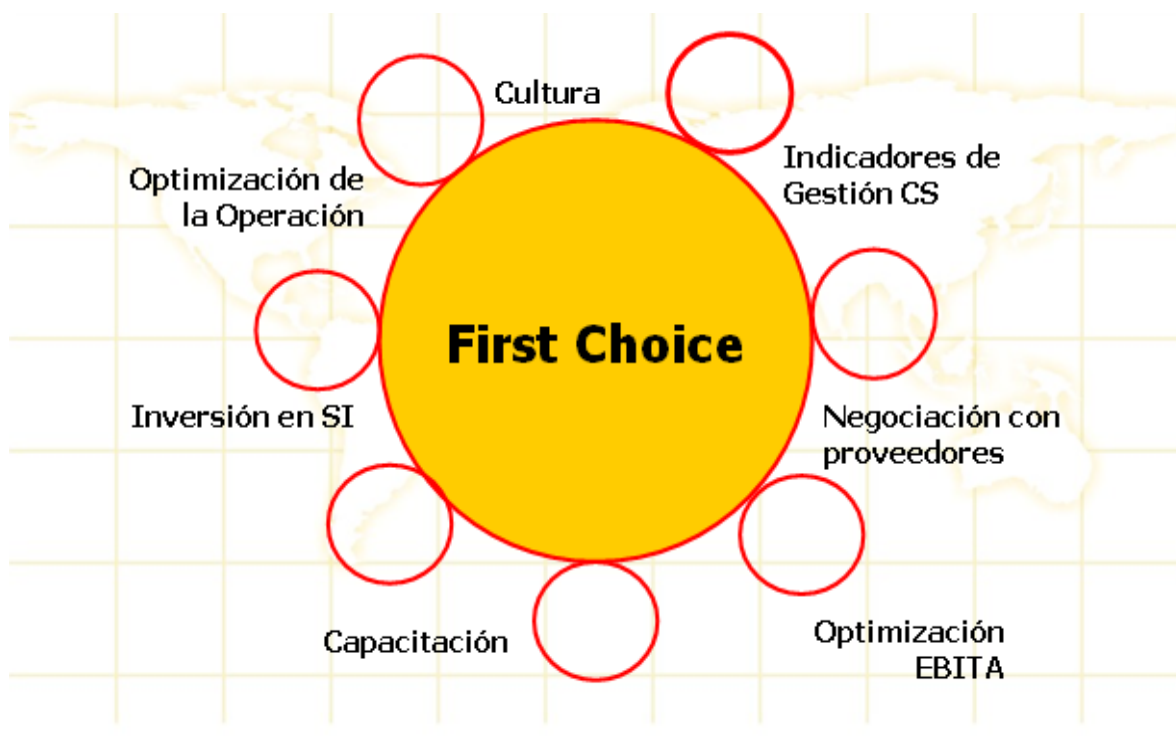 Cultura
Indicadores de
Gestión CS
Optimización de
la Operación
First Choice
Inversión en SI
Negociación con
proveedores
Capacitación
Optimización
EBITA